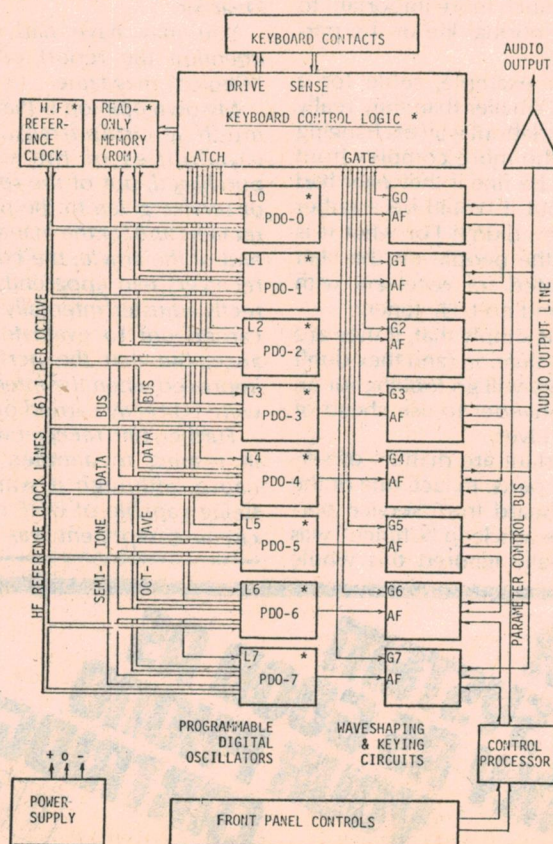 KEYBOARD CONTACTS
AUDIO
OUTPUT
DRIVE SENSE
H.F. *
REFER-
ENCE
CLOCK
READ- *
ONLY
MEMORY
(ROM)
KEYBOARD CONTROL LOGIC *
LATCH GATE
L0
PDO-0
G0
AF
L1 *
PDO-1
G1
AF
L2 *
PDO-2
G2
AF
L3 *
PDO-3
G3
AF
L4 *
PDO-4
G4
AF
L5 *
PDO-5
G5
AF
L6 *
PDO-6
G6
AF
L7 *
PDO-7
G7
AF
HF REFERENCE CLOCK LINES (6) - PER OCTAVE
SEMI TONE DATA BUS
OCT- AVE DATA BUS
PARAMETER CONTROL BUS
AUDIO OUTPUT LINE
PROGRAMMABLE
DIGITAL
OSCILLATORS
WAVESHAPING
& KEYING
CIRCUITS
CONTROL
PROCESSOR
+ o -
POWER-
SUPPLY
FRONT PANEL CONTROLS